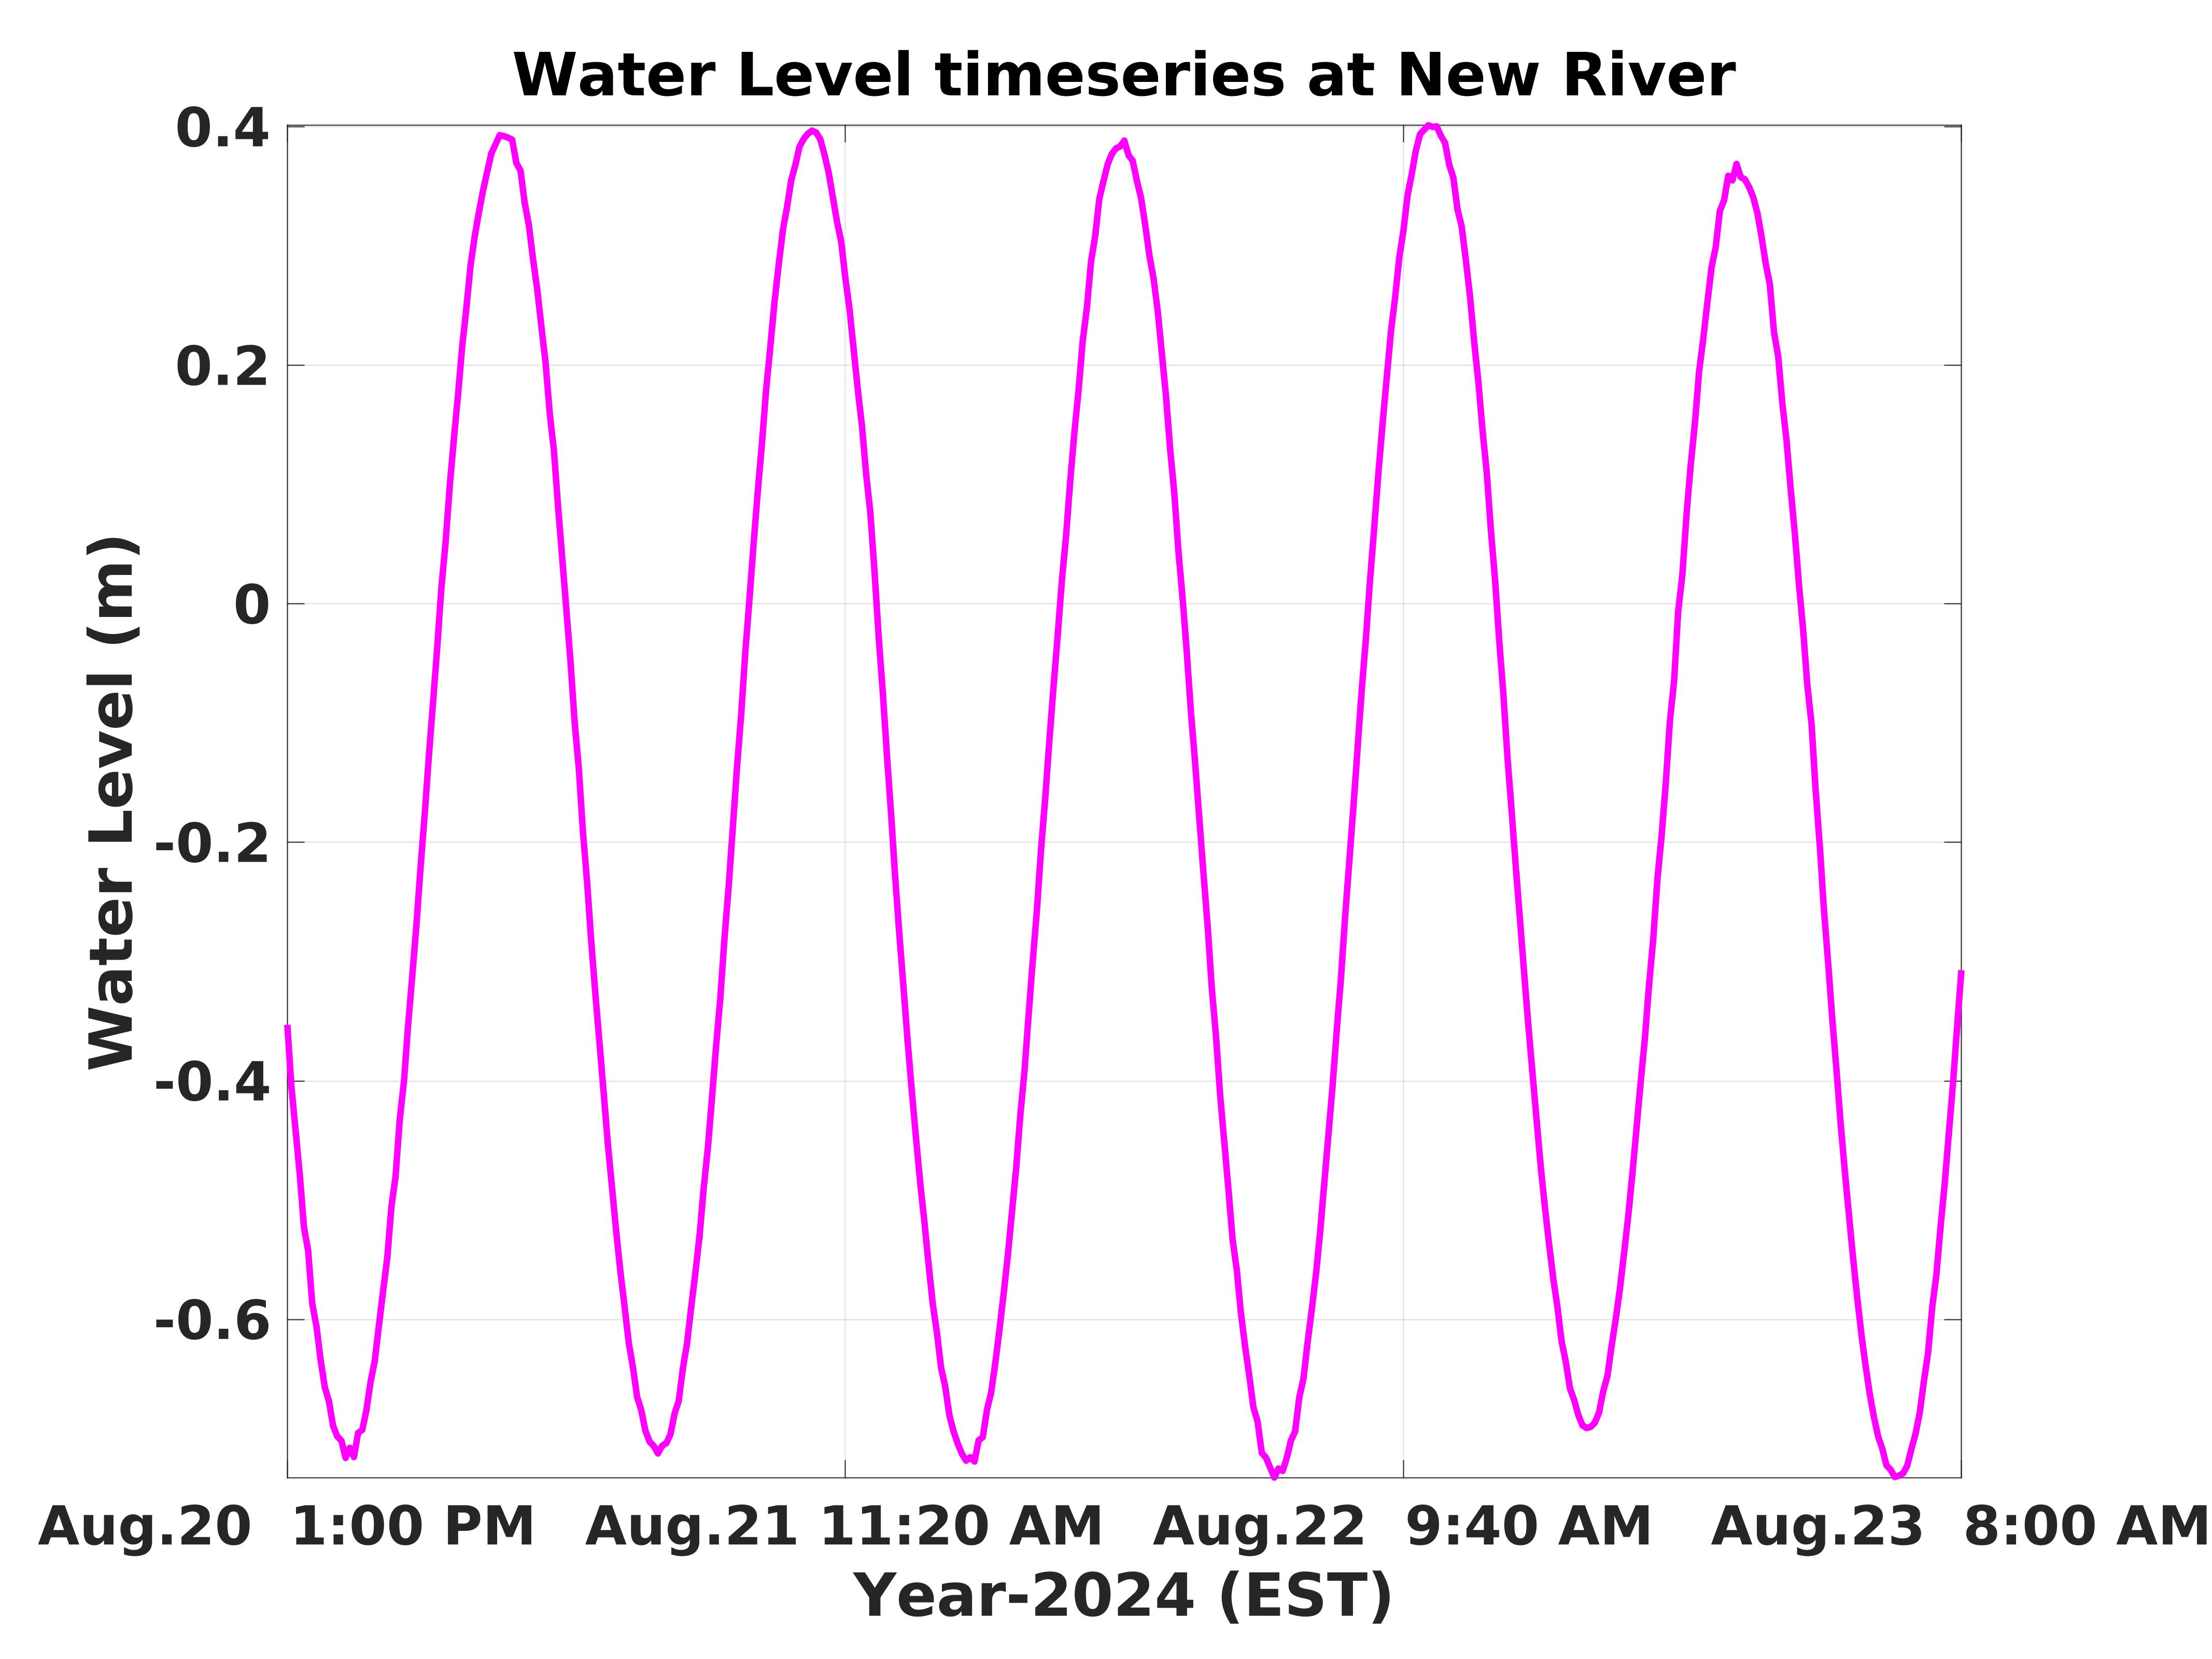 Water Level timeseries at New River
0.4
0.2
0
-0.2
-0.4
-0.6
Water Level (m)
Aug.20  1:00 PM Aug.21 11:20 AM Aug.22  9:40 AM Aug.23  8:00 AM
Year-2024 (EST)